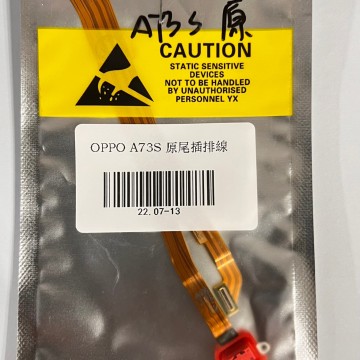 A73S 原
CAUTION
STATIC SENSITIVE
DEVICES
NOT TO BE HANDLED
BY UNAUTHORISED
PERSONNEL YX
OPPO A73S 原尾插排線
22.07-13